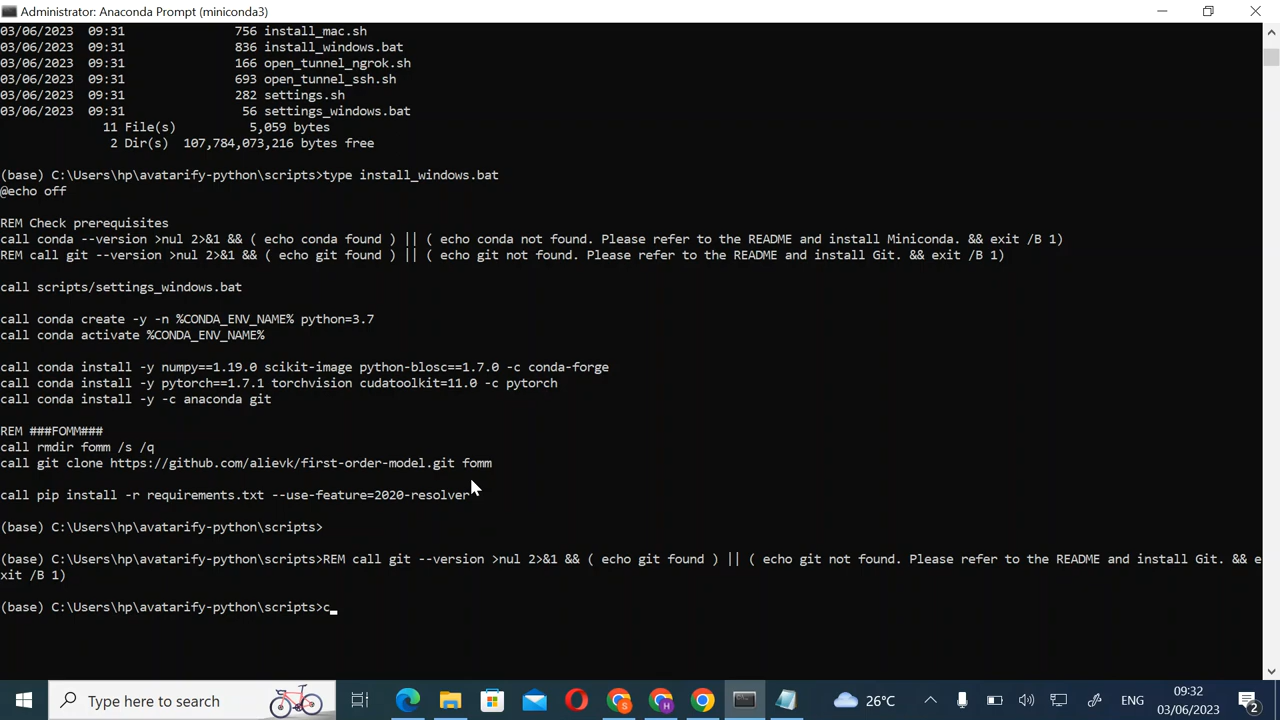 Administrator: Anaconda Prompt (miniconda3)
03/06/2023 09:31 756 install_mac.sh
03/06/2023 09:31 836 install_windows.bat
03/06/2023 09:31 166 open_tunnel_ngrok.sh
03/06/2023 09:31 693 open_tunnel_ssh.sh
03/06/2023 09:31 282 settings.sh
03/06/2023 09:31 56 settings_windows.bat
11 File(s) 5,059 bytes
2 Dir(s) 107,784,073,216 bytes free
(base) C:\Users\hp\avatarify-python\scripts>type install_windows.bat
@echo off
REM Check prerequisites
call conda --version >nul 2>&1 && ( echo conda found ) || ( echo conda not found. Please refer to the README and install Miniconda. && exit /B 1)
REM call git --version >nul 2>&1 && ( echo git found ) || ( echo git not found. Please refer to the README and install Git. && exit /B 1)
call scripts/settings_windows.bat
call conda create -y -n %CONDA_ENV_NAME% python=3.7
call conda activate %CONDA_ENV_NAME%
call conda install -y numpy==1.19.0 scikit-image python-blosc==1.7.0 -c conda-forge
call conda install -y pytorch==1.7.1 torchvision cudatoolkit=11.0 -c pytorch
call conda install -y -c anaconda git
REM ###FOMM###
call rmdir fomm /s /q
call git clone https://github.com/alievk/first-order-model.git fomm
call pip install -r requirements.txt --use-feature=2020-resolver
(base) C:\Users\hp\avatarify-python\scripts>
(base) C:\Users\hp\avatarify-python\scripts>REM call git --version >nul 2>&1 && ( echo git found ) || ( echo git not found. Please refer to the README and install Git. && e
xit /B 1)
(base) C:\Users\hp\avatarify-python\scripts>c_
Type here to search
S
H
26°C
ENG
09:32
03/06/2023
2